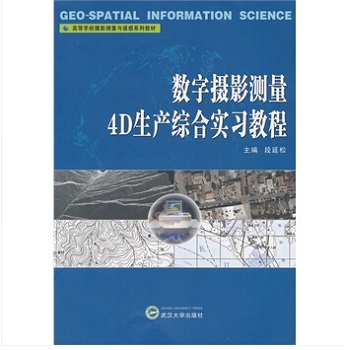 GEO-SPATIAL INFORMATION SCIENCE
高等学校摄影测量与遥感系列教材
数字摄影测量
4D生产综合实习教程
主编 段延松
武汉大学出版社